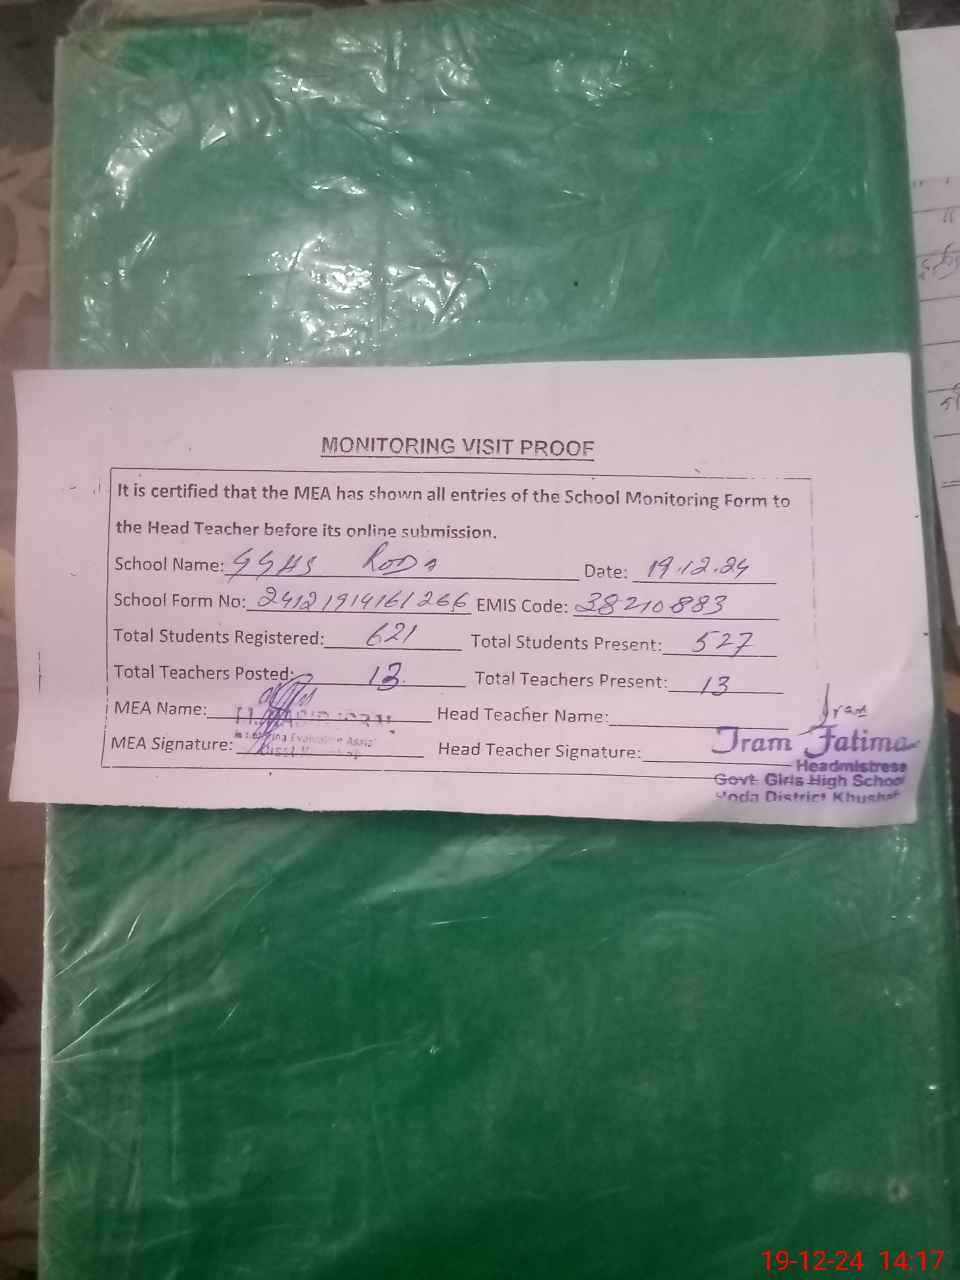 MONITORING VISIT PROOF
It is certified that the MEA has shown all entries of the School Monitoring Form to
the Head Teacher before its online submission.
School Name: GGHS Roda Date: 19.12.24
School Form No: 24121914161266 EMIS Code: 38210883
Total Students Registered: 621 Total Students Present: 527
Total Teachers Posted: 13 Total Teachers Present: 13
MEA Name: Head Teacher Name:
Iram
MEA Signature: Head Teacher Signature:
Iram Fatima
Headmistress
Govt. Girls High School
District Khushab
19-12-24 14:17